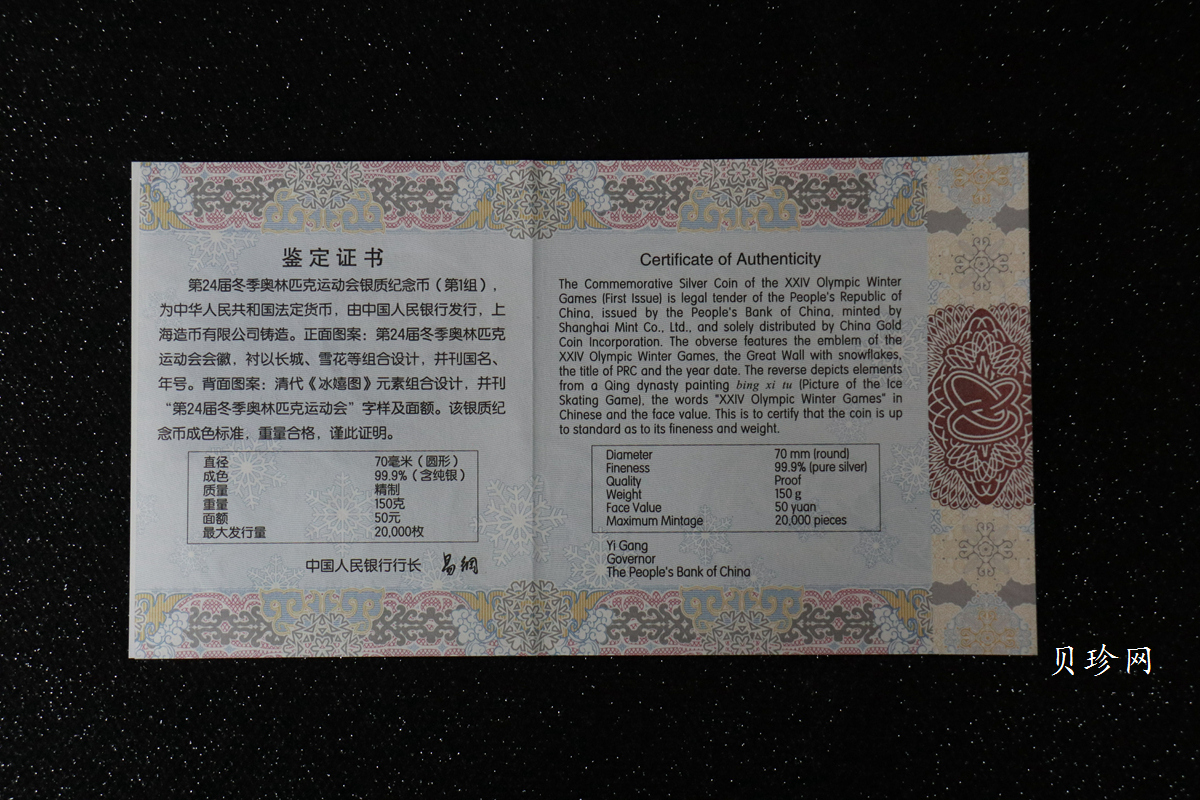 鉴定证书
第24届冬季奥林匹克运动会银质纪念币（第1组），
为中华人民共和国法定货币，由中国人民银行发行，上
海造币有限公司铸造。正面图案：第24届冬季奥林匹克
运动会会徽，衬以长城、雪花等组合设计，并刊国名、
年号。背面图案：清代《冰嬉图》元素组合设计，并刊
“第24届冬季奥林匹克运动会”字样及面额。该银质纪
念币成色标准，重量合格，谨此证明。
直径 70毫米（圆形）
成色 99.9%（含纯银）
质量 精制
重量 150克
面额 50元
最大发行量 20,000枚
中国人民银行行长 易纲
Certificate of Authenticity
The Commemorative Silver Coin of the XXIV Olympic Winter
Games (First Issue) is legal tender of the People's Republic of
China, issued by the People's Bank of China, minted by
Shanghai Mint Co., Ltd., and solely distributed by China Gold
Coin Incorporation. The obverse features the emblem of the
XXIV Olympic Winter Games, the Great Wall with snowflakes,
the title of PRC and the year date. The reverse depicts elements
from a Qing dynasty painting bing xi tu (Picture of the Ice
Skating Game), the words "XXIV Olympic Winter Games" in
Chinese and the face value. This is to certify that the coin is up
to standard as to its fineness and weight.
Diameter 70 mm (round)
Fineness 99.9% (pure silver)
Quality Proof
Weight 150 g
Face Value 50 yuan
Maximum Mintage 20,000 pieces
Yi Gang
Governor
The People's Bank of China
贝珍网